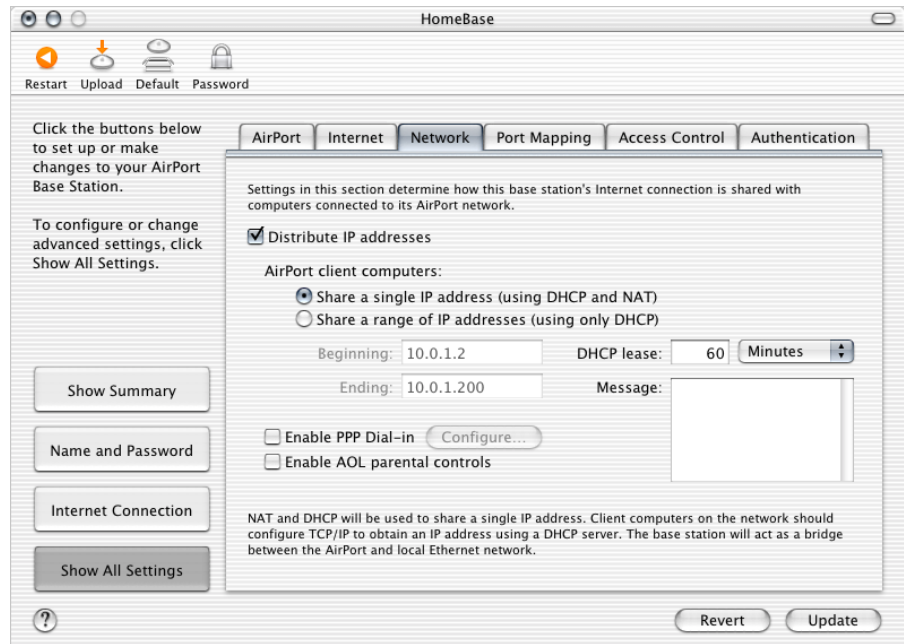 HomeBase
Restart Upload Default Password
Click the buttons below
to set up or make
changes to your AirPort
Base Station.
To configure or change
advanced settings, click
Show All Settings.
Show Summary
Name and Password
Internet Connection
Show All Settings
AirPort Internet Network Port Mapping Access Control Authentication
Settings in this section determine how this base station's Internet connection is shared with
computers connected to its AirPort network.
Distribute IP addresses
AirPort client computers:
Share a single IP address (using DHCP and NAT)
Share a range of IP addresses (using only DHCP)
Beginning: 10.0.1.2 DHCP lease: 60 Minutes
Ending: 10.0.1.200 Message:
Enable PPP Dial-in Configure...
Enable AOL parental controls
NAT and DHCP will be used to share a single IP address. Client computers on the network should
configure TCP/IP to obtain an IP address using a DHCP server. The base station will act as a bridge
between the AirPort and local Ethernet network.
? Revert Update